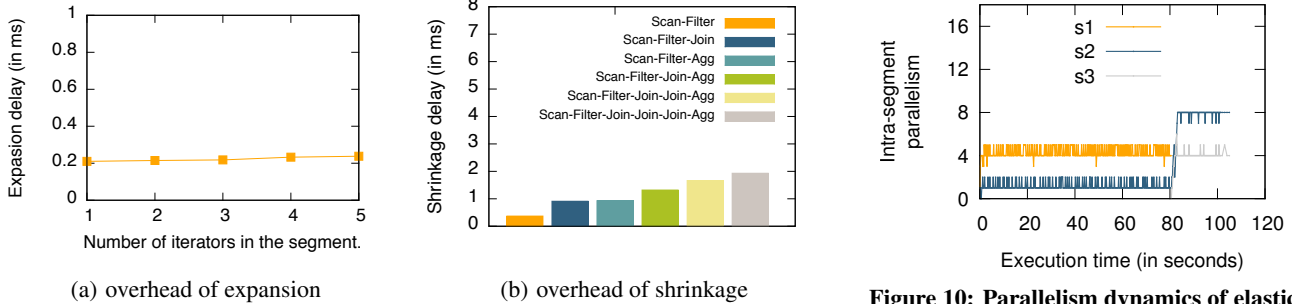 1
0.8
0.6
0.4
0.2
0
1 2 3 4 5
Expasion delay (in ms)
Number of iterators in the segment.
(a) overhead of expansion
8
7
6
5
4
3
2
1
0
Shrinkage delay (in ms)
Scan-Filter
Scan-Filter-Join
Scan-Filter-Agg
Scan-Filter-Join-Agg
Scan-Filter-Join-Join-Agg
Scan-Filter-Join-Join-Join-Agg
(b) overhead of shrinkage
16
12
8
4
0
0 20 40 60 80 100 120
Intra-segment
parallelism
s1
s2
s3
Execution time (in seconds)
Figure 10: Parallelism dynamics of elastic